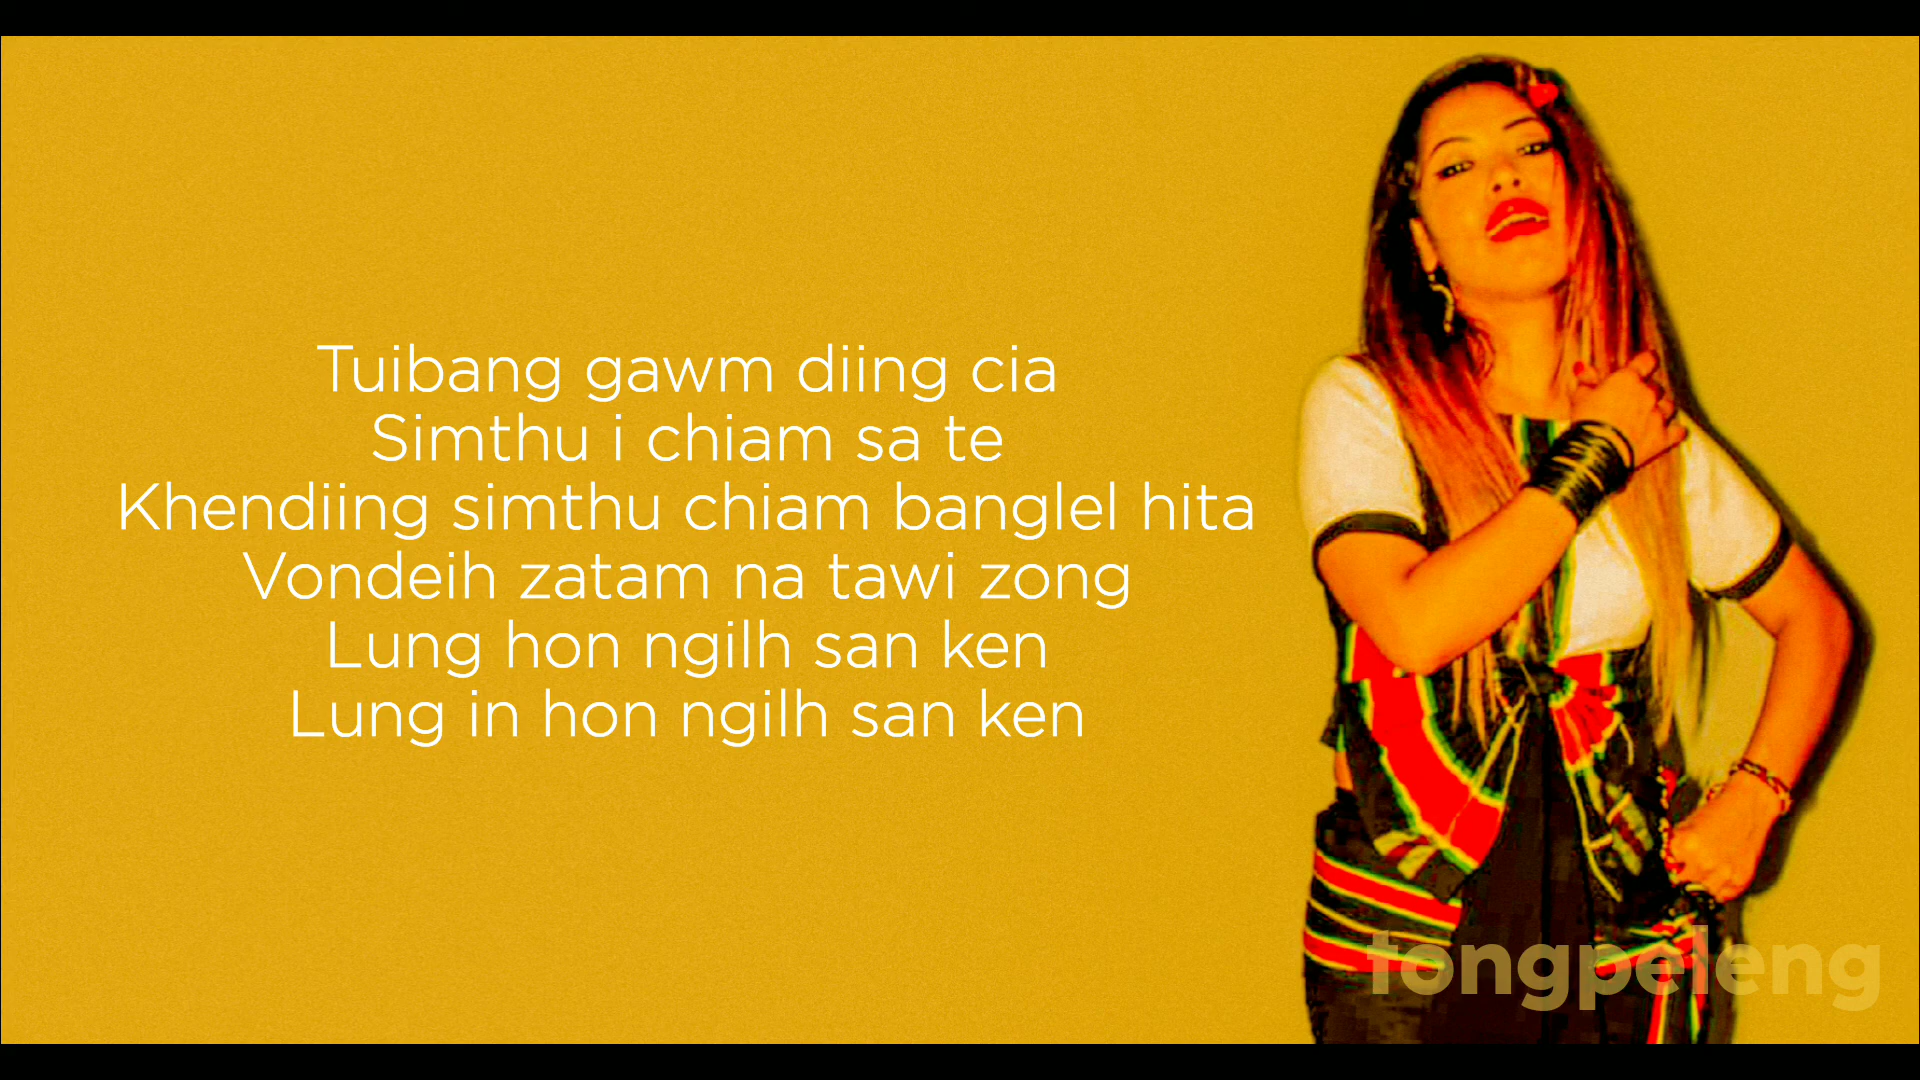 Tuibang gawm diing cia
Simthu i chiam sa te
Khendiing simthu chiam banglel hita
Vondeih zatam na tawi zong
Lung hon ngilh san ken
Lung in hon ngilh san ken
tongpeleng